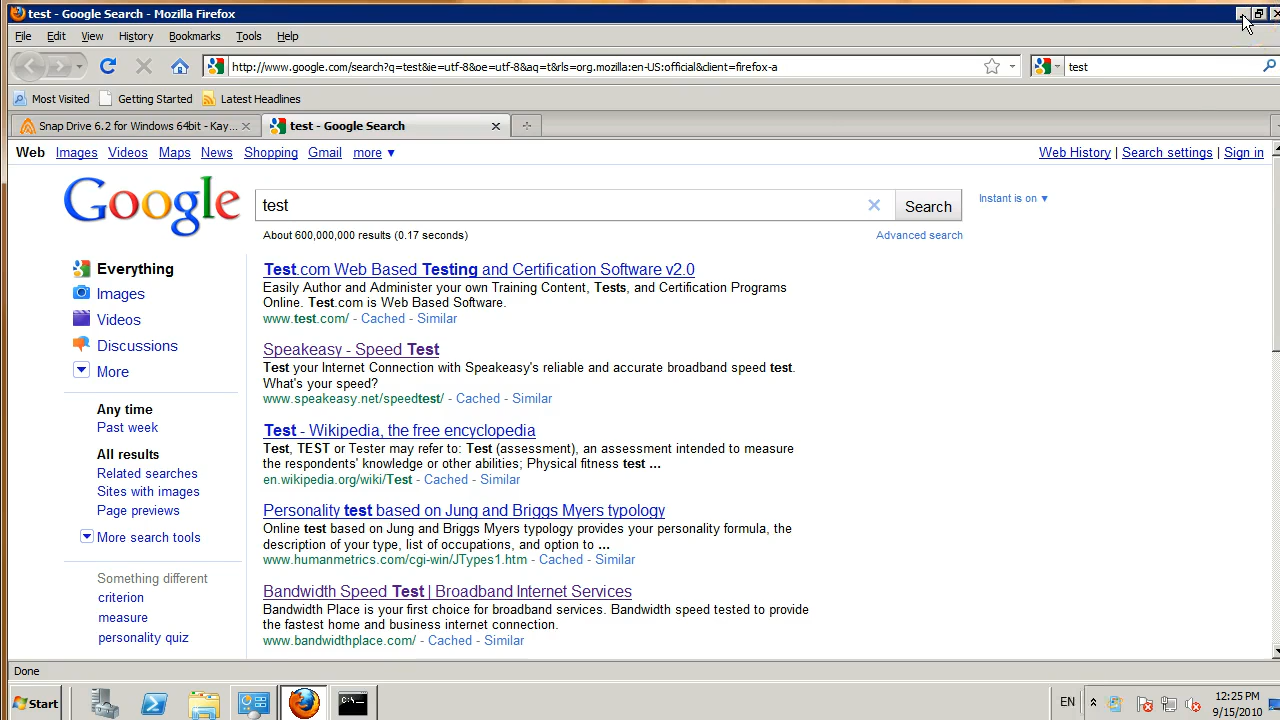 test - Google Search - Mozilla Firefox
File Edit View History Bookmarks Tools Help
http://www.google.com/search?q=test&ie=utf-8&oe=utf-8&aq=t&rls=org.mozilla:en-US:official&client=firefox-a
test
Most Visited Getting Started Latest Headlines
Snap Drive 6.2 for Windows 64bit - Kay... test - Google Search
Web Images Videos Maps News Shopping Gmail more ▼ Web History | Search settings | Sign in
Google test Search Instant is on ▼
About 600,000,000 results (0.17 seconds) Advanced search
Everything
Images
Videos
Discussions
More
Any time
Past week
All results
Related searches
Sites with images
Page previews
More search tools
Something different
criterion
measure
personality quiz
Test.com Web Based Testing and Certification Software v2.0
Easily Author and Administer your own Training Content, Tests, and Certification Programs
Online. Test.com is Web Based Software.
www.test.com/ - Cached - Similar
Speakeasy - Speed Test
Test your Internet Connection with Speakeasy's reliable and accurate broadband speed test.
What's your speed?
www.speakeasy.net/speedtest/ - Cached - Similar
Test - Wikipedia, the free encyclopedia
Test, TEST or Tester may refer to: Test (assessment), an assessment intended to measure
the respondents' knowledge or other abilities; Physical fitness test ...
en.wikipedia.org/wiki/Test - Cached - Similar
Personality test based on Jung and Briggs Myers typology
Online test based on Jung and Briggs Myers typology provides your personality formula, the
description of your type, list of occupations, and option to ...
www.humanmetrics.com/cgi-win/JTypes1.htm - Cached - Similar
Bandwidth Speed Test | Broadband Internet Services
Bandwidth Place is your first choice for broadband services. Bandwidth speed tested to provide
the fastest home and business internet connection.
www.bandwidthplace.com/ - Cached - Similar
Done
Start EN 12:25 PM
9/15/2010